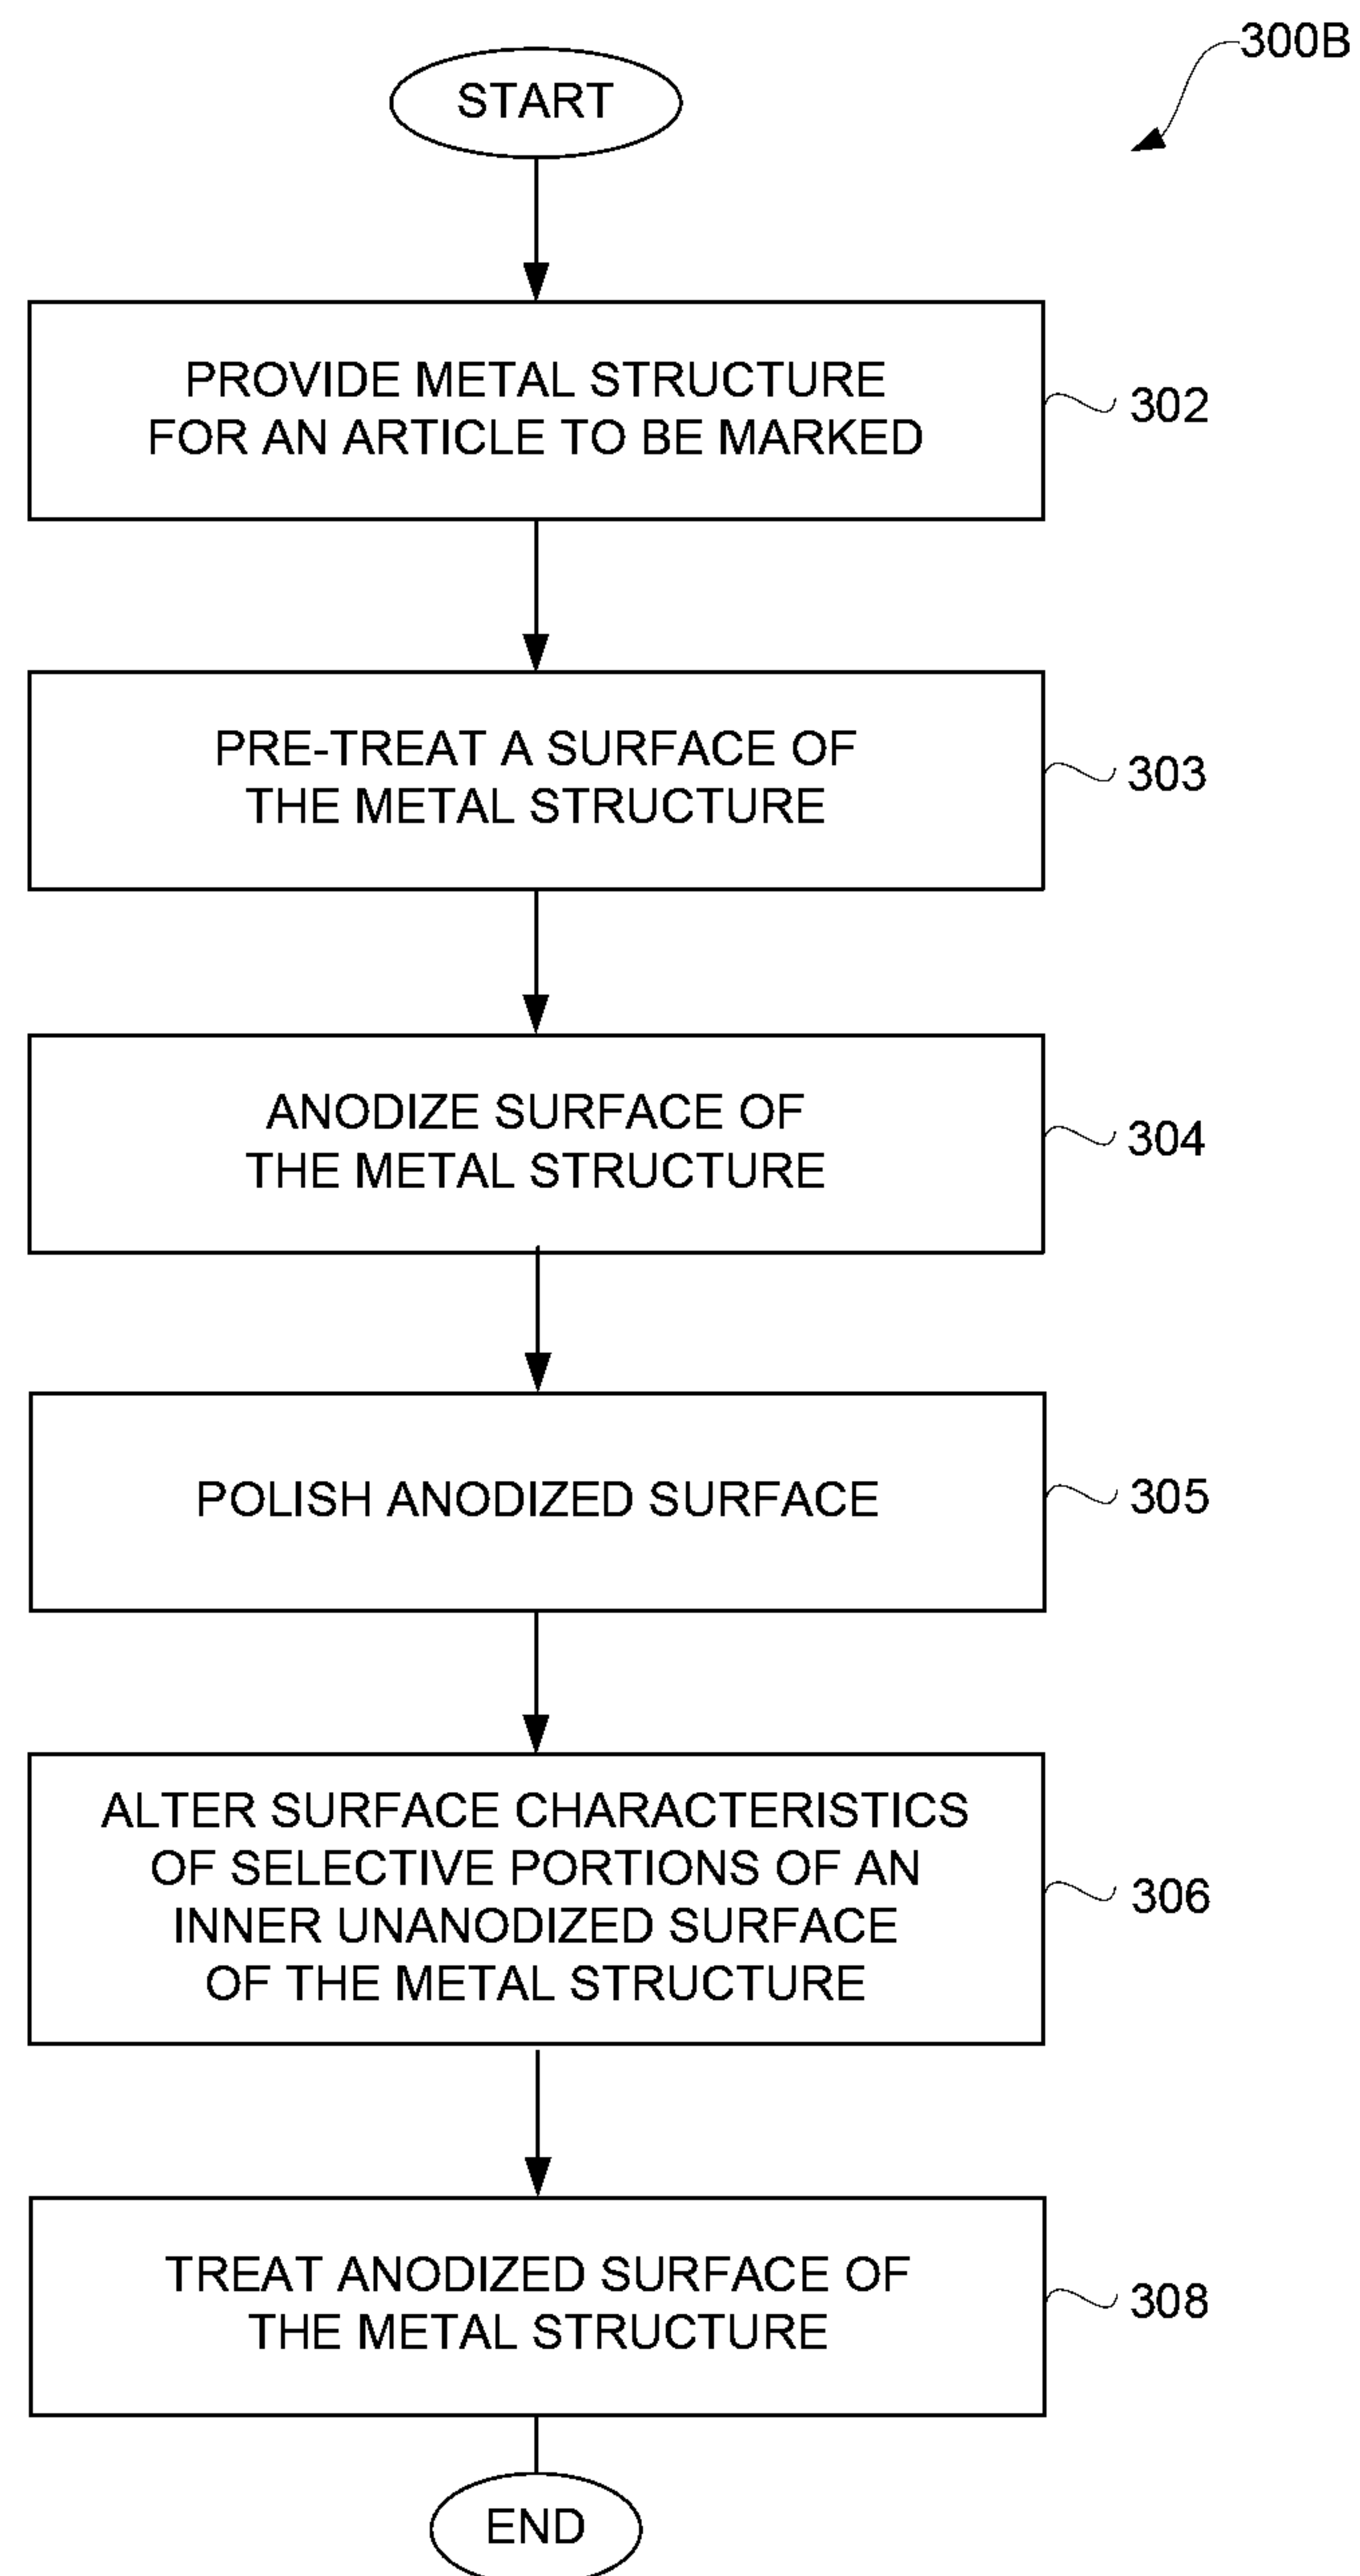 300B
START
PROVIDE METAL STRUCTURE
FOR AN ARTICLE TO BE MARKED
302
PRE-TREAT A SURFACE OF
THE METAL STRUCTURE
303
ANODIZE SURFACE OF
THE METAL STRUCTURE
304
POLISH ANODIZED SURFACE
305
ALTER SURFACE CHARACTERISTICS
OF SELECTIVE PORTIONS OF AN
INNER UNANODIZED SURFACE
OF THE METAL STRUCTURE
306
TREAT ANODIZED SURFACE OF
THE METAL STRUCTURE
308
END